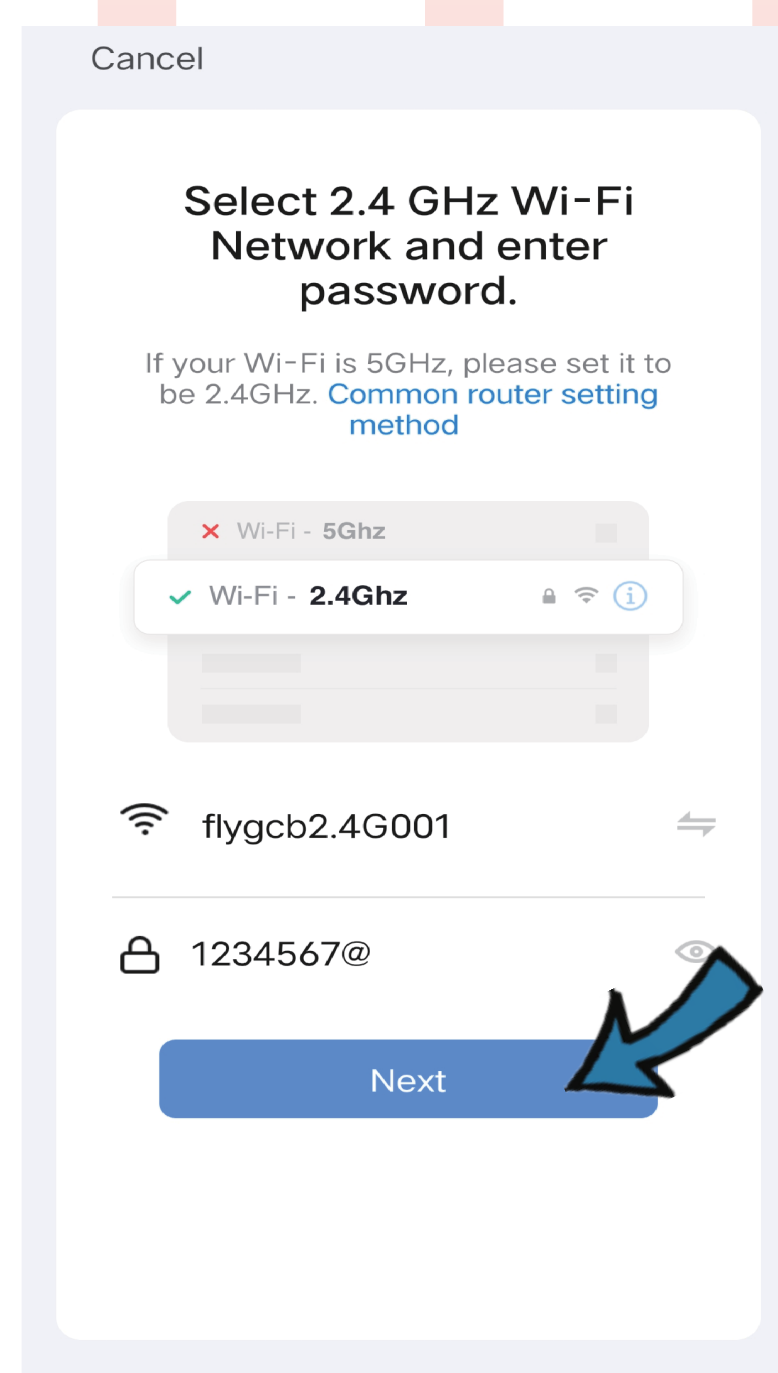 Cancel
Select 2.4 GHz Wi-Fi
Network and enter
password.
If your Wi-Fi is 5GHz, please set it to
be 2.4GHz. Common router setting
method
Wi-Fi - 5Ghz
Wi-Fi - 2.4Ghz
flygcb2.4G001
1234567@
Next